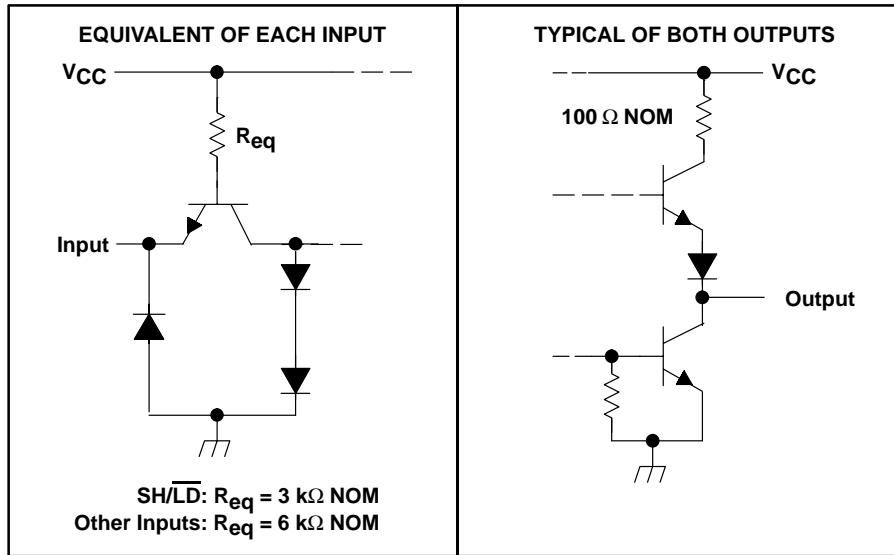 EQUIVALENT OF EACH INPUT
VCC
Req
Input
SH/L̅D̅: Req = 3 kΩ NOM
Other Inputs: Req = 6 kΩ NOM
TYPICAL OF BOTH OUTPUTS
VCC
100 Ω NOM
Output